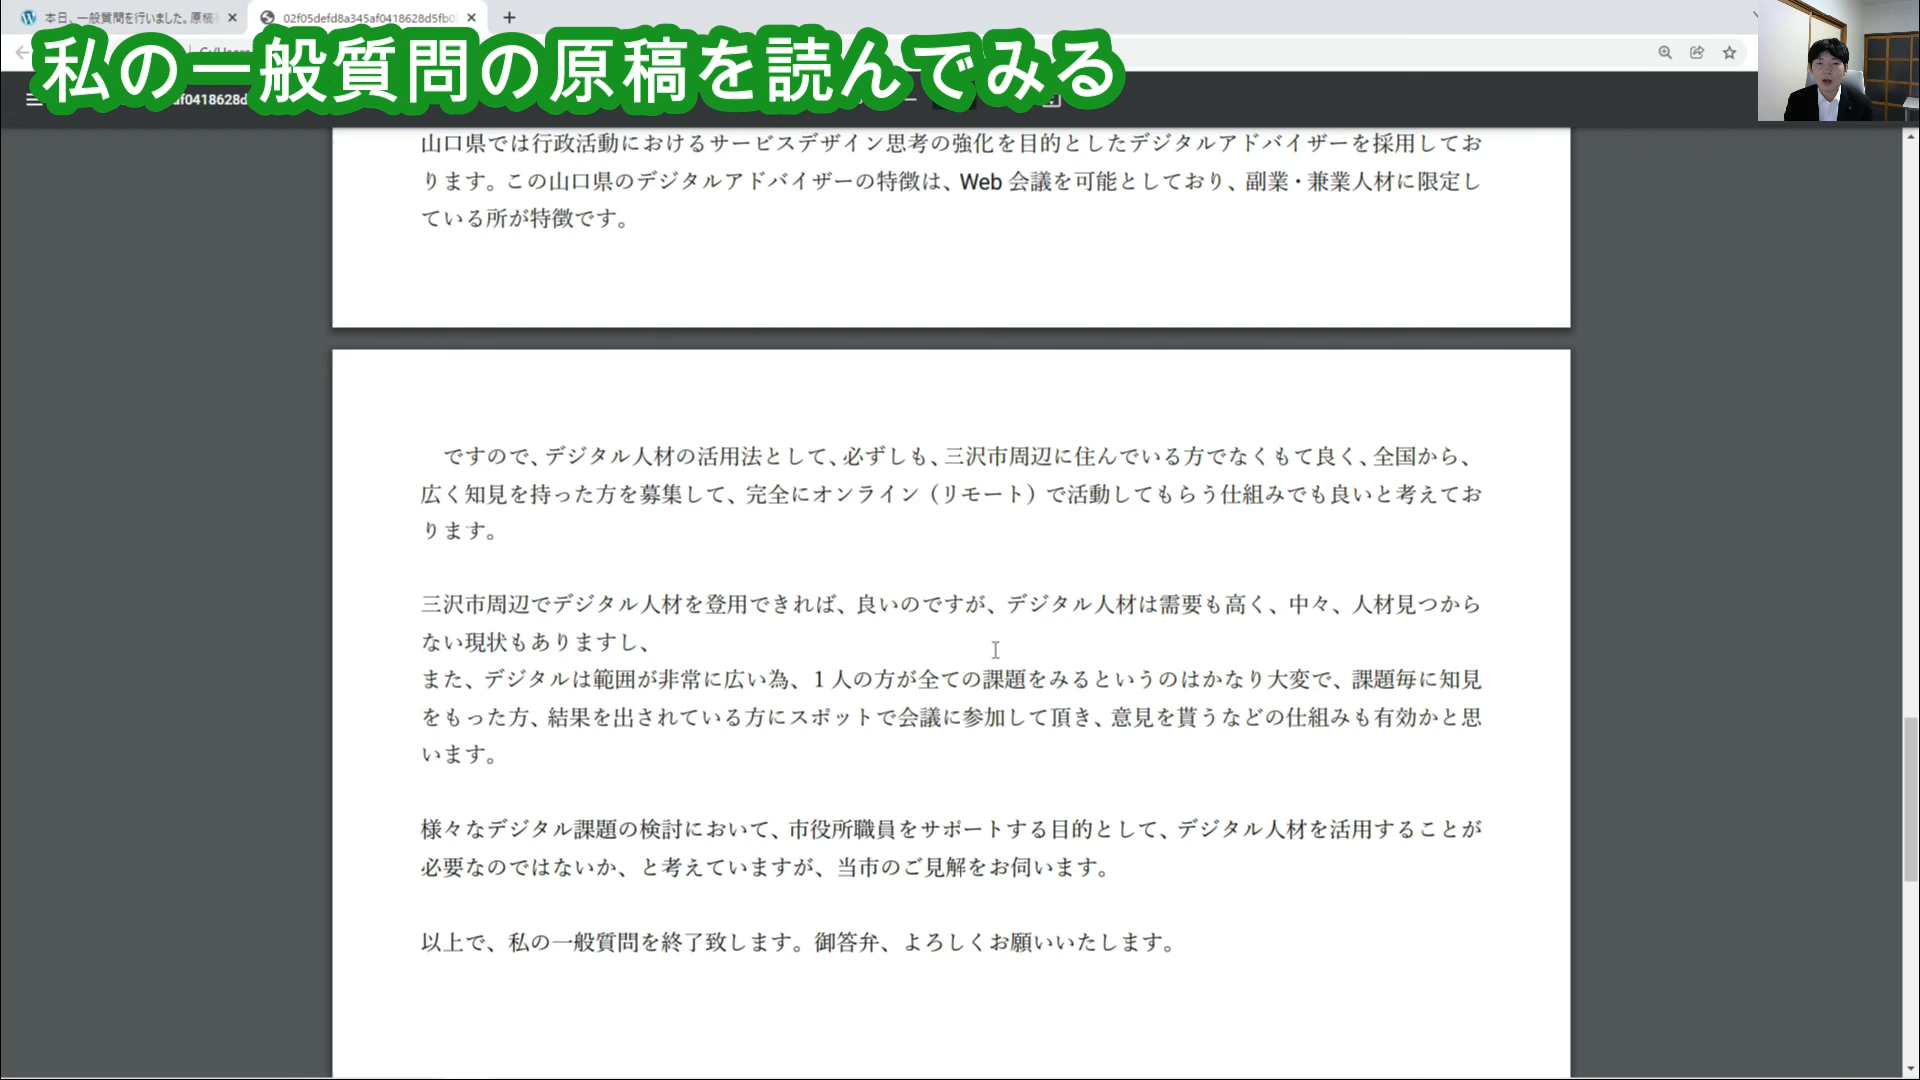 本日、一般質問を行いました。原稿
02f05defd8a345af0418628d5fb0
私の一般質問の原稿を読んでみる
af0418628d
山口県では行政活動におけるサービスデザイン思考の強化を目的としたデジタルアドバイザーを採用してお
ります。この山口県のデジタルアドバイザーの特徴は、Web 会議を可能としており、副業・兼業人材に限定し
ている所が特徴です。
ですので、デジタル人材の活用法として、必ずしも、三沢市周辺に住んでいる方でなくもて良く、全国から、
広く知見を持った方を募集して、完全にオンライン（リモート）で活動してもらう仕組みでも良いと考えてお
ります。
三沢市周辺でデジタル人材を登用できれば、良いのですが、デジタル人材は需要も高く、中々、人材見つから
ない現状もありますし、
また、デジタルは範囲が非常に広い為、１人の方が全ての課題をみるというのはかなり大変で、課題毎に知見
をもった方、結果を出されている方にスポットで会議に参加して頂き、意見を貰うなどの仕組みも有効かと思
います。
様々なデジタル課題の検討において、市役所職員をサポートする目的として、デジタル人材を活用することが
必要なのではないか、と考えていますが、当市のご見解をお伺います。
以上で、私の一般質問を終了致します。御答弁、よろしくお願いいたします。